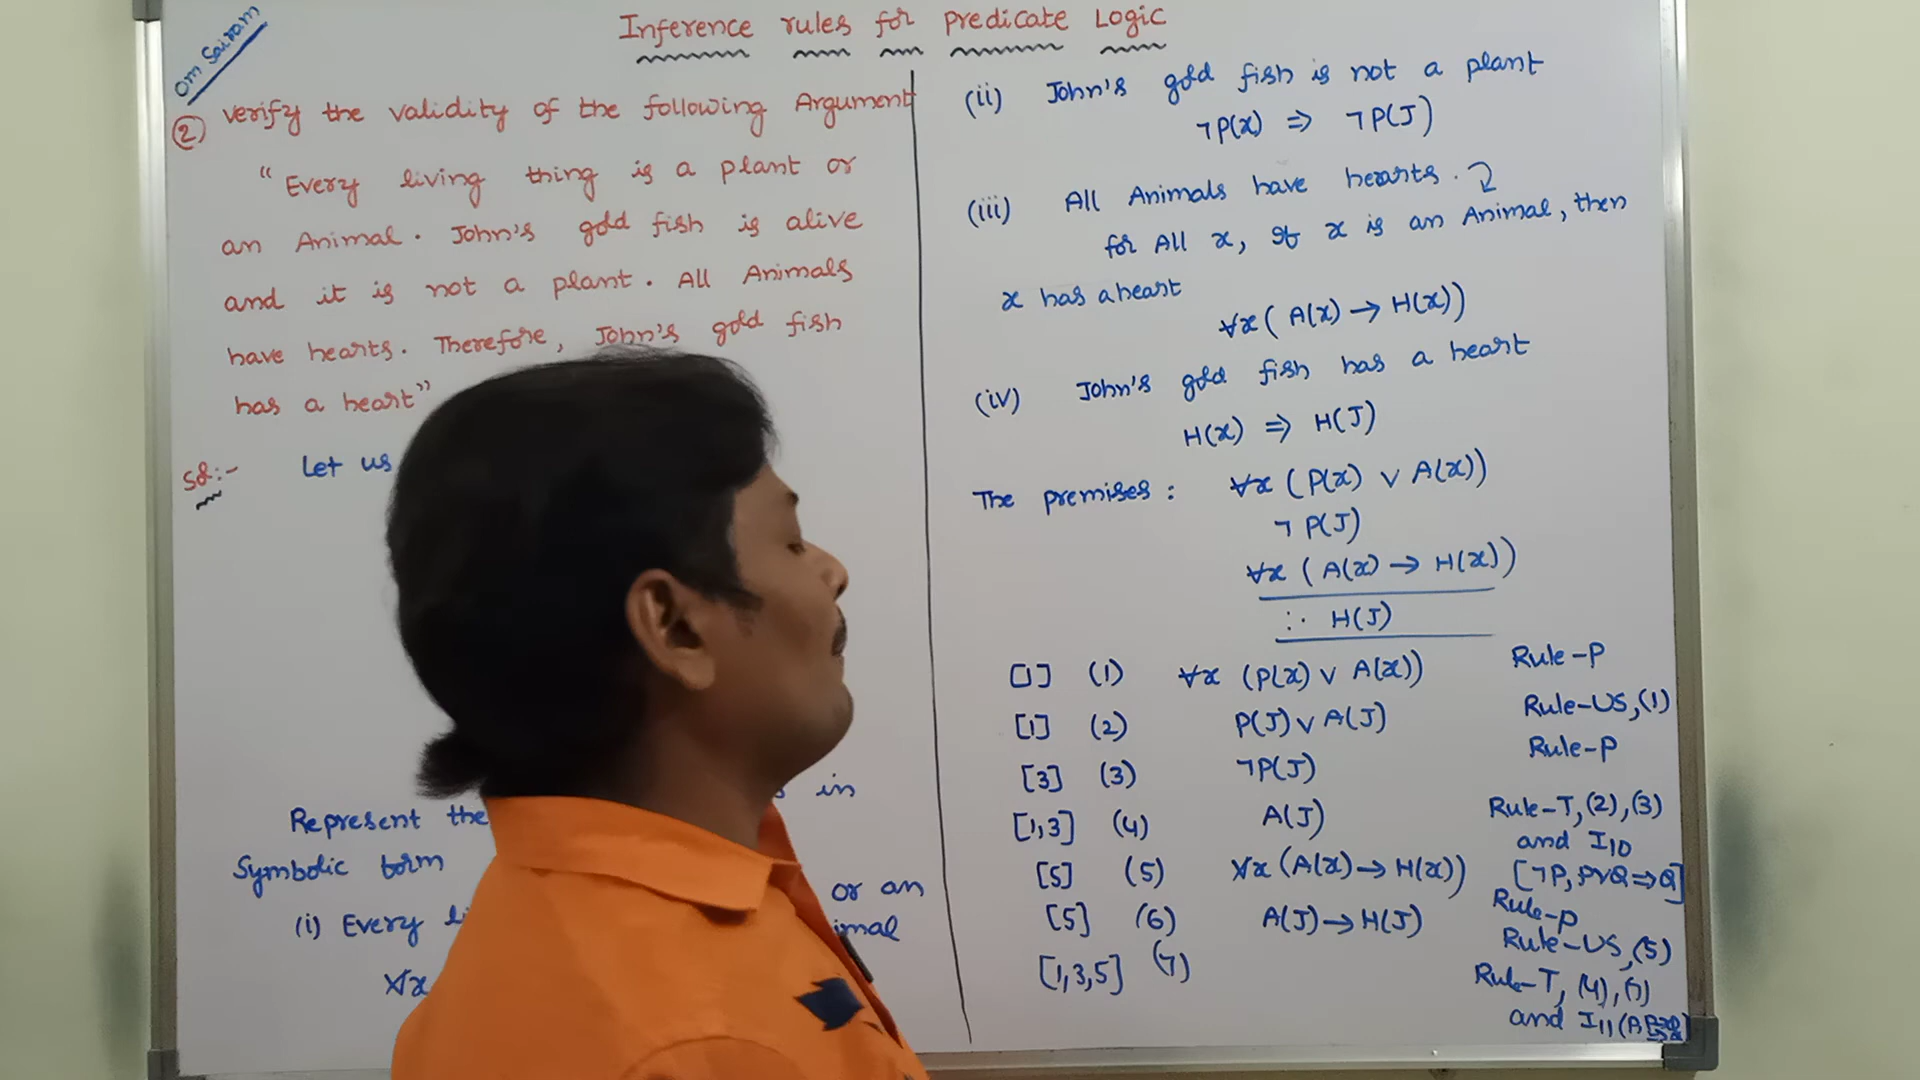 Om Sairam
Inference rules for predicate Logic
② verify the validity of the following Argument
“Every living thing is a plant or
an Animal. John's gold fish is alive
and it is not a plant. All Animals
have hearts. Therefore, John's gold fish
has a heart”
Sol:- Let us
in
Represent the
Symbolic form
(i) Every or an
∀x
(ii) John's gold fish is not a plant
¬P(x) ⇒ ¬P(J)
(iii) All Animals have hearts.
for All x, If x is an Animal, then
x has a heart
∀x (A(x) → H(x))
(iv) John's gold fish has a heart
H(x) ⇒ H(J)
The premises: ∀x (P(x) ∨ A(x))
¬P(J)
∀x (A(x) → H(x))
∴ H(J)
[1] (1) ∀x (P(x) ∨ A(x)) Rule-P
[1] (2) P(J) ∨ A(J) Rule-US, (1)
[3] (3) ¬P(J) Rule-P
[1,3] (4) A(J) Rule-T, (2), (3)
and I10
[¬P, P∨Q ⇒ Q]
[5] (5) ∀x (A(x) → H(x)) Rule-P
[5] (6) A(J) → H(J) Rule-US, (5)
[1,3,5] (7) Rule-T, (4),
and I11